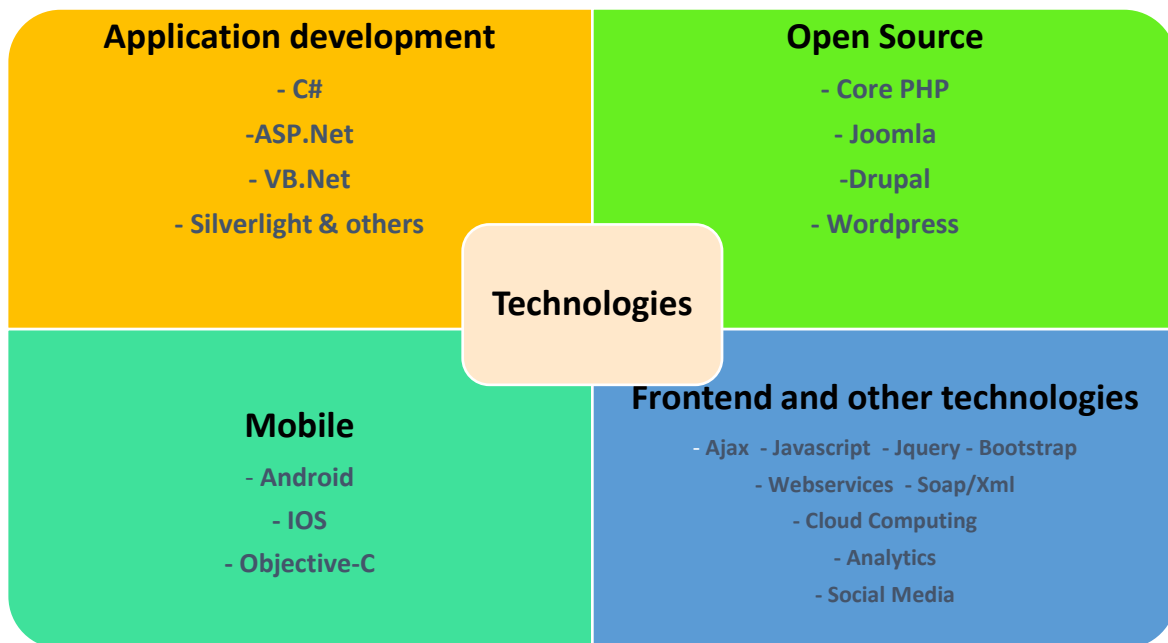 Application development
- C#
-ASP.Net
- VB.Net
- Silverlight & others
Open Source
- Core PHP
- Joomla
-Drupal
- Wordpress
Technologies
Mobile
- Android
- IOS
- Objective-C
Frontend and other technologies
- Ajax  - Javascript  - Jquery - Bootstrap
- Webservices  - Soap/Xml
- Cloud Computing
- Analytics
- Social Media